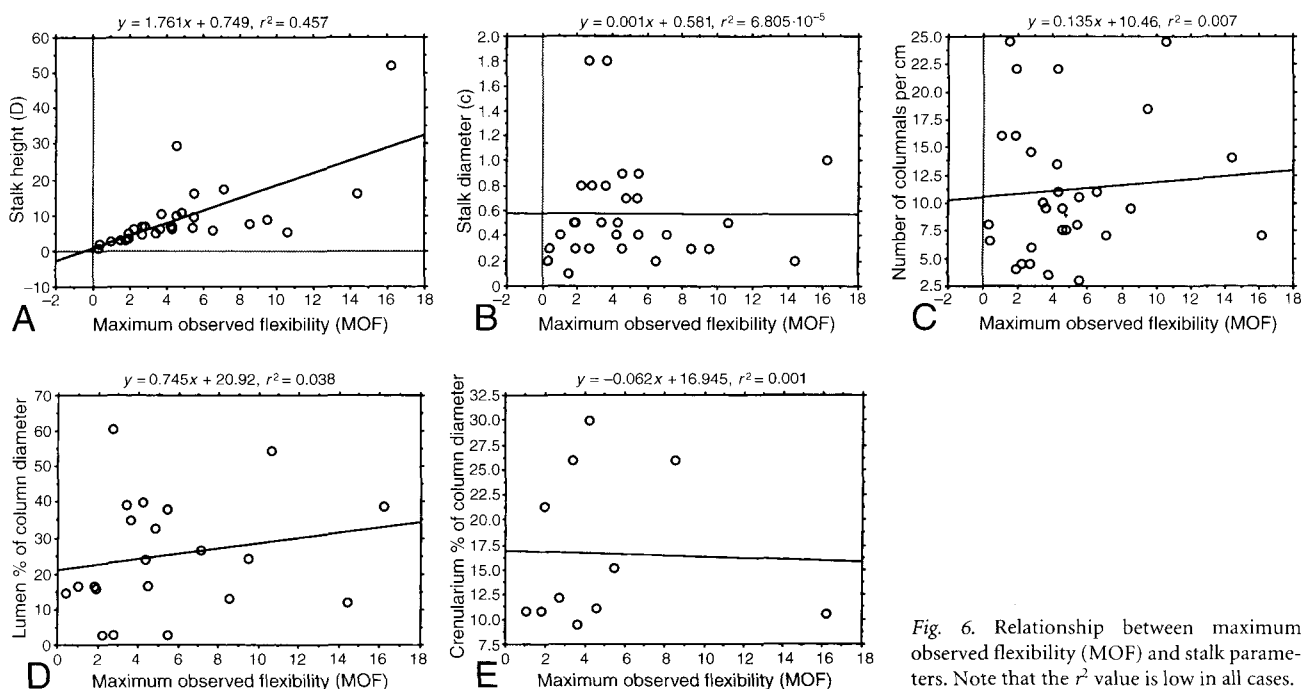 y = 1.761x + 0.749, r² = 0.457
60
50
40
30
20
10
0
−10
Stalk height (D)
−2 0 2 4 6 8 10 12 14 16 18
A Maximum observed flexibility (MOF)
y = 0.001x + 0.581, r² = 6.805·10⁻⁵
2.0
1.8
1.6
1.4
1.2
1.0
0.8
0.6
0.4
0.2
0
Stalk diameter (c)
−2 0 2 4 6 8 10 12 14 16 18
B Maximum observed flexibility (MOF)
y = 0.135x + 10.46, r² = 0.007
25.0
22.5
20.0
17.5
15.0
12.5
10.0
7.5
5.0
2.5
Number of columnals per cm
−2 0 2 4 6 8 10 12 14 16 18
C Maximum observed flexibility (MOF)
y = 0.745x + 20.92, r² = 0.038
70
60
50
40
30
20
10
0
Lumen % of column diameter
0 2 4 6 8 10 12 14 16 18
D Maximum observed flexibility (MOF)
y = −0.062x + 16.945, r² = 0.001
32.5
30.0
27.5
25.0
22.5
20.0
17.5
15.0
12.5
10.0
7.5
Crenularium % of column diameter
0 2 4 6 8 10 12 14 16 18
E Maximum observed flexibility (MOF)
Fig. 6. Relationship between maximum
observed flexibility (MOF) and stalk parame-
ters. Note that the r² value is low in all cases.